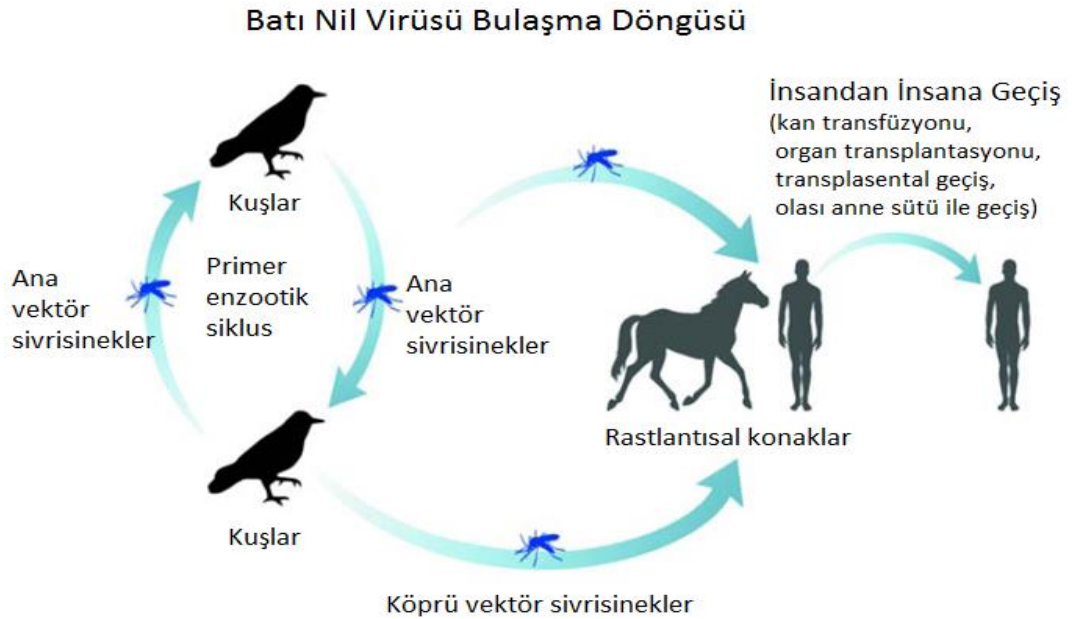 Batı Nil Virüsü Bulaşma Döngüsü
İnsandan İnsana Geçiş
(kan transfüzyonu,
organ transplantasyonu,
transplasental geçiş,
olası anne sütü ile geçiş)
Kuşlar
Ana
vektör
sivrisinekler
Primer
enzootik
siklus
Ana
vektör
sivrisinekler
Rastlantısal konaklar
Kuşlar
Köprü vektör sivrisinekler